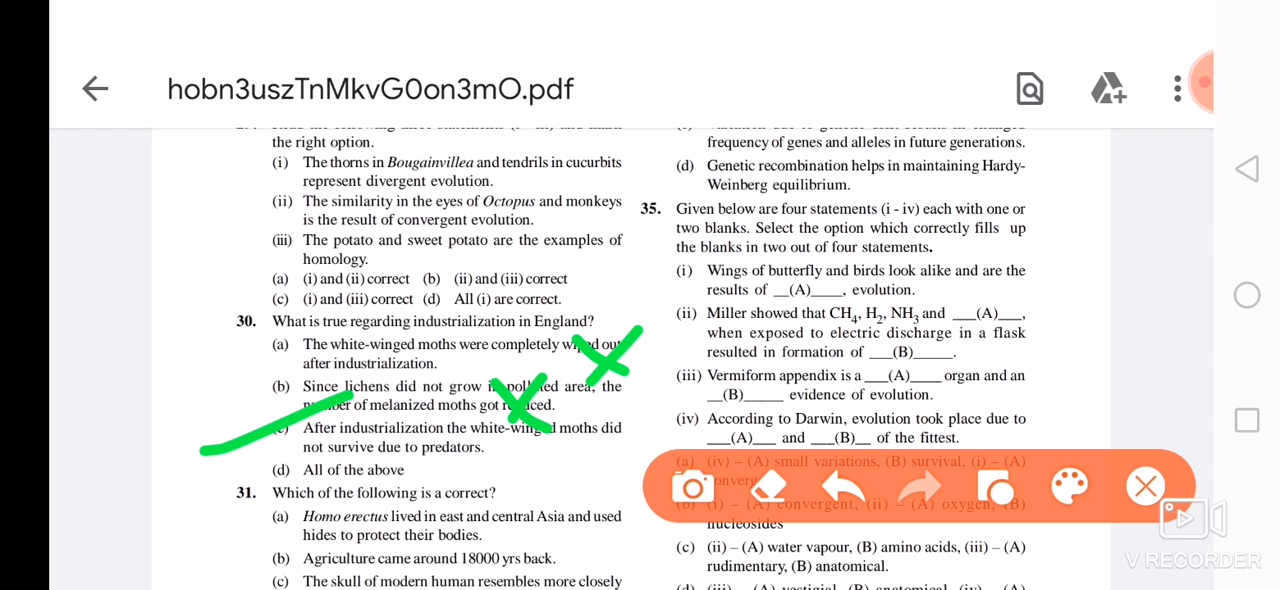 hobn3uszTnMkvG0on3mO.pdf
the right option.
(i) The thorns in Bougainvillea and tendrils in cucurbits
represent divergent evolution.
(ii) The similarity in the eyes of Octopus and monkeys
is the result of convergent evolution.
(iii) The potato and sweet potato are the examples of
homology.
(a) (i) and (ii) correct (b) (ii) and (iii) correct
(c) (i) and (iii) correct (d) All (i) are correct.
30. What is true regarding industrialization in England?
(a) The white-winged moths were completely wiped out
after industrialization.
(b) Since lichens did not grow in polluted area, the
number of melanized moths got reduced.
(c) After industrialization the white-winged moths did
not survive due to predators.
(d) All of the above
31. Which of the following is a correct?
(a) Homo erectus lived in east and central Asia and used
hides to protect their bodies.
(b) Agriculture came around 18000 yrs back.
(c) The skull of modern human resembles more closely
frequency of genes and alleles in future generations.
(d) Genetic recombination helps in maintaining Hardy-
Weinberg equilibrium.
35. Given below are four statements (i - iv) each with one or
two blanks. Select the option which correctly fills up
the blanks in two out of four statements.
(i) Wings of butterfly and birds look alike and are the
results of __(A)____, evolution.
(ii) Miller showed that CH4, H2, NH3 and ___(A)___,
when exposed to electric discharge in a flask
resulted in formation of ___(B)_____.
(iii) Vermiform appendix is a ___(A)____ organ and an
__(B)_____ evidence of evolution.
(iv) According to Darwin, evolution took place due to
___(A)___ and ___(B)__ of the fittest.
(a) (iv) – (A) small variations, (B) survival, (i) – (A)
(b) (i) – (A) convergent, (ii) – (A) oxygen, (B)
nucleosides
(c) (ii) – (A) water vapour, (B) amino acids, (iii) – (A)
rudimentary, (B) anatomical.
(d) (iii) – (A) vestigial, (B) anatomical, (iv) – (A)
V RECORDER